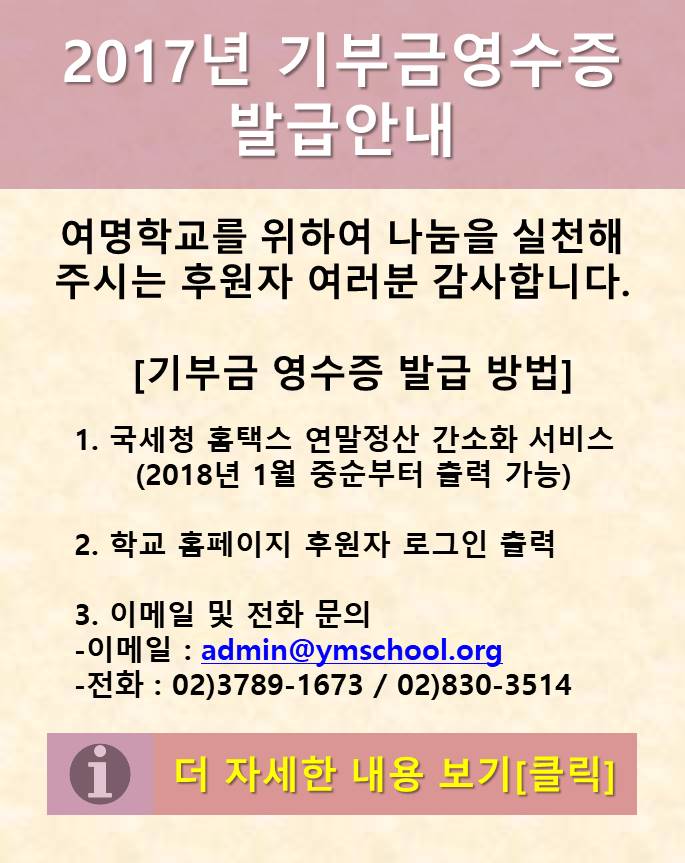 2017년 기부금영수증
발급안내
여명학교를 위하여 나눔을 실천해
주시는 후원자 여러분 감사합니다.
[기부금 영수증 발급 방법]
1. 국세청 홈택스 연말정산 간소화 서비스
(2018년 1월 중순부터 출력 가능)
2. 학교 홈페이지 후원자 로그인 출력
3. 이메일 및 전화 문의
-이메일 : admin@ymschool.org
-전화 : 02)3789-1673 / 02)830-3514
i 더 자세한 내용 보기[클릭]